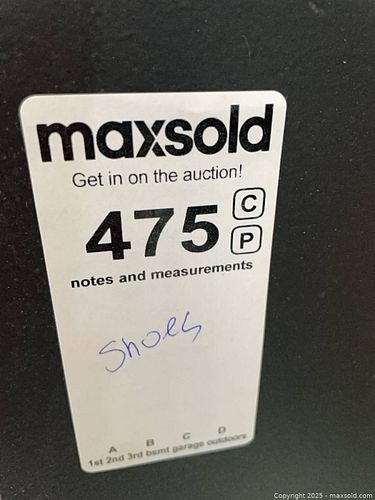 maxsold
Get in on the auction!
475 C
P
notes and measurements
Shoes
A B C D
1st 2nd 3rd bsmt garage outdoors
Copyright © 2025 - maxsold.com